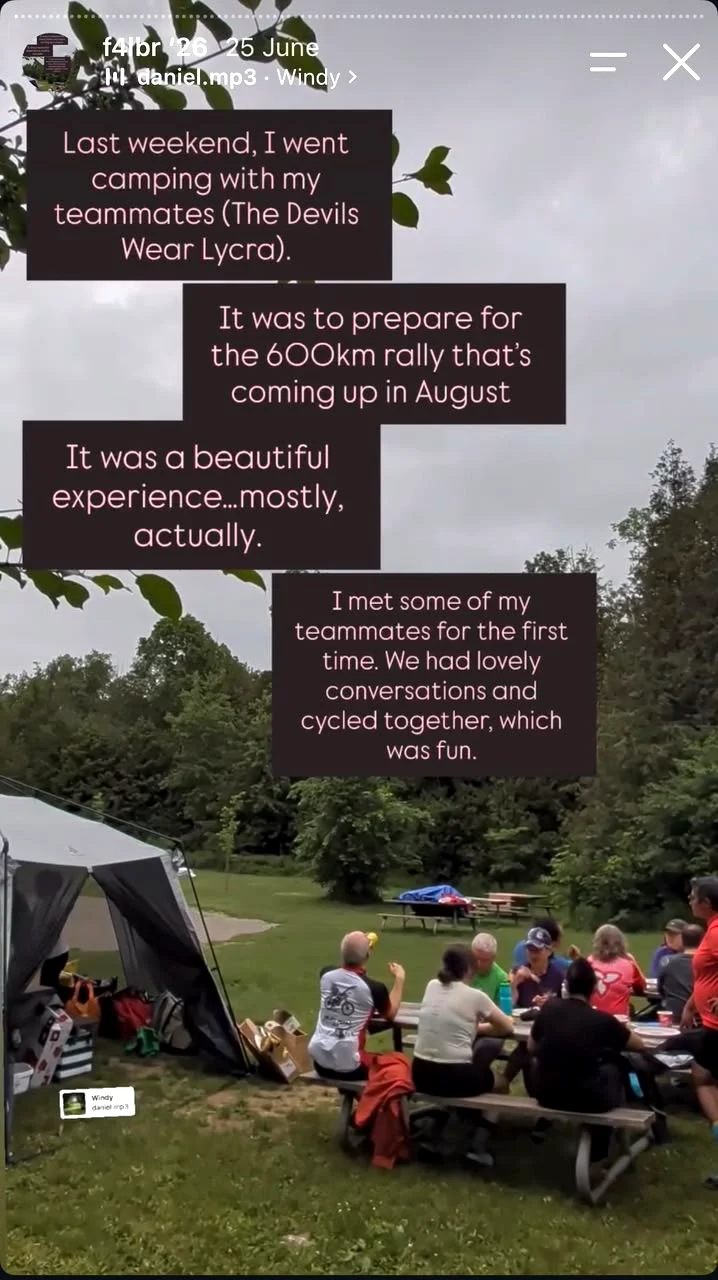 f4lbr '26 25 June
daniel.mp3 · Windy >
Last weekend, I went
camping with my
teammates (The Devils
Wear Lycra).
It was to prepare for
the 600km rally that's
coming up in August
It was a beautiful
experience...mostly,
actually.
I met some of my
teammates for the first
time. We had lovely
conversations and
cycled together, which
was fun.
Windy
daniel.mp3